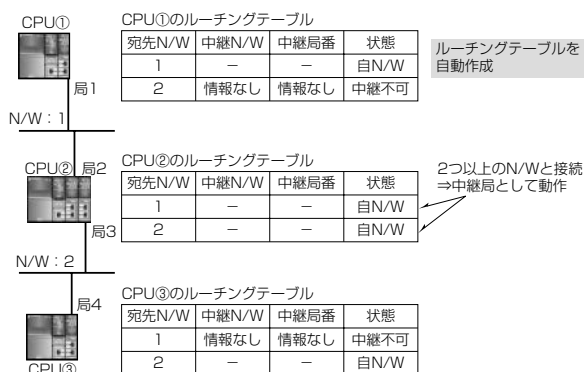 CPU①
CPU①のルーチングテーブル
宛先N/W 中継N/W 中継局番 状態
1 － － 自N/W
2 情報なし 情報なし 中継不可
ルーチングテーブルを
自動作成
局1
N/W：1
CPU② 局2
CPU②のルーチングテーブル
宛先N/W 中継N/W 中継局番 状態
1 － － 自N/W
2 － － 自N/W
2つ以上のN/Wと接続
⇒中継局として動作
局3
N/W：2
局4
CPU③のルーチングテーブル
宛先N/W 中継N/W 中継局番 状態
1 情報なし 情報なし 中継不可
2 － － 自N/W
CPU③